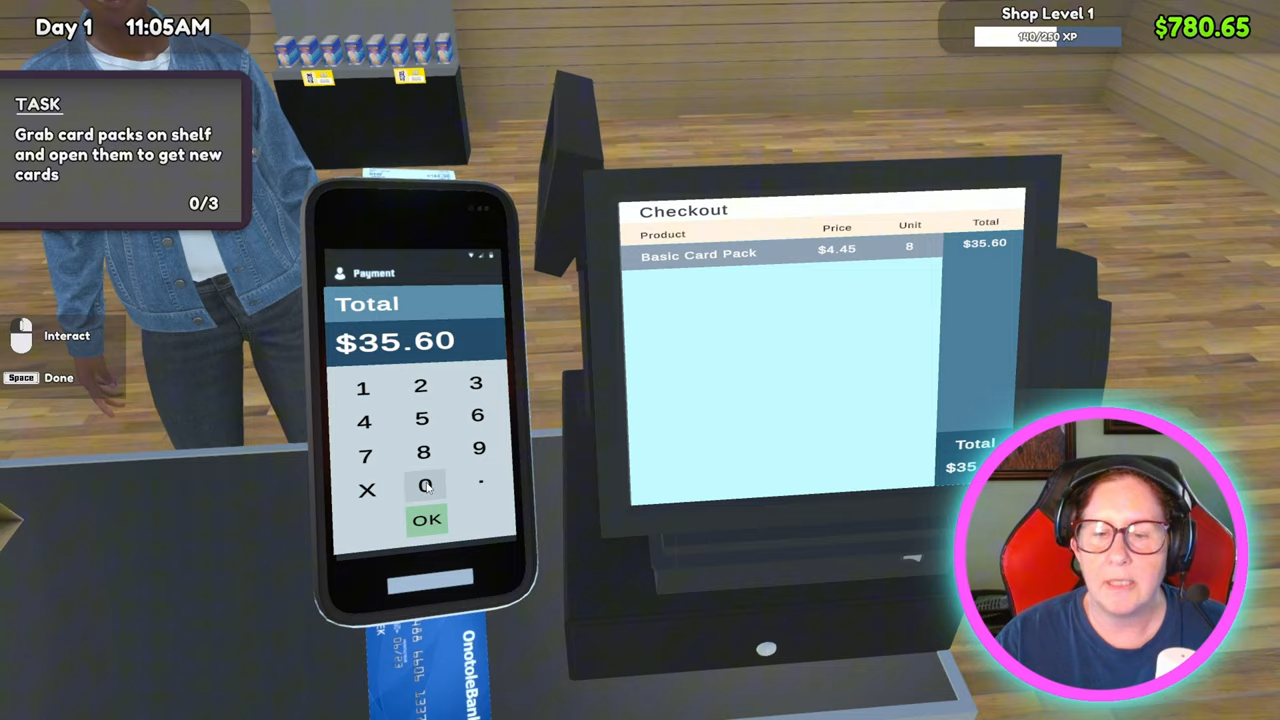 Day 1 11:05AM
Shop Level 1
140/250 XP
$780.65
TASK
Grab card packs on shelf
and open them to get new
cards
0/3
Interact
Space Done
Payment
Total
$35.60
1 2 3
4 5 6
7 8 9
X 0 .
OK
Checkout
Product Price Unit Total
Basic Card Pack $4.45 8 $35.60
Total
$35
OnotoleBank